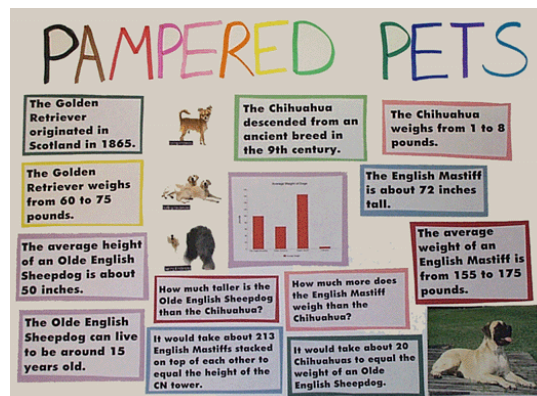 PAMPERED PETS
The Golden
Retriever
originated in
Scotland in 1865.
The Chihuahua
descended from an
ancient breed in
the 9th century.
The Chihuahua
weighs from 1 to 8
pounds.
The Golden
Retriever weighs
from 60 to 75
pounds.
The English Mastiff
is about 72 inches
tall.
The average height
of an Olde English
Sheepdog is about
50 inches.
The average
weight of an
English Mastiff is
from 155 to 175
pounds.
How much taller is the
Olde English Sheepdog
than the Chihuahua?
How much more does
the English Mastiff
weigh than the
Chihuahua?
The Olde English
Sheepdog can live
to be around 15
years old.
It would take about 213
English Mastiffs stacked
on top of each other to
equal the height of the
CN tower.
It would take about 20
Chihuahuas to equal the
weight of an Olde
English Sheepdog.